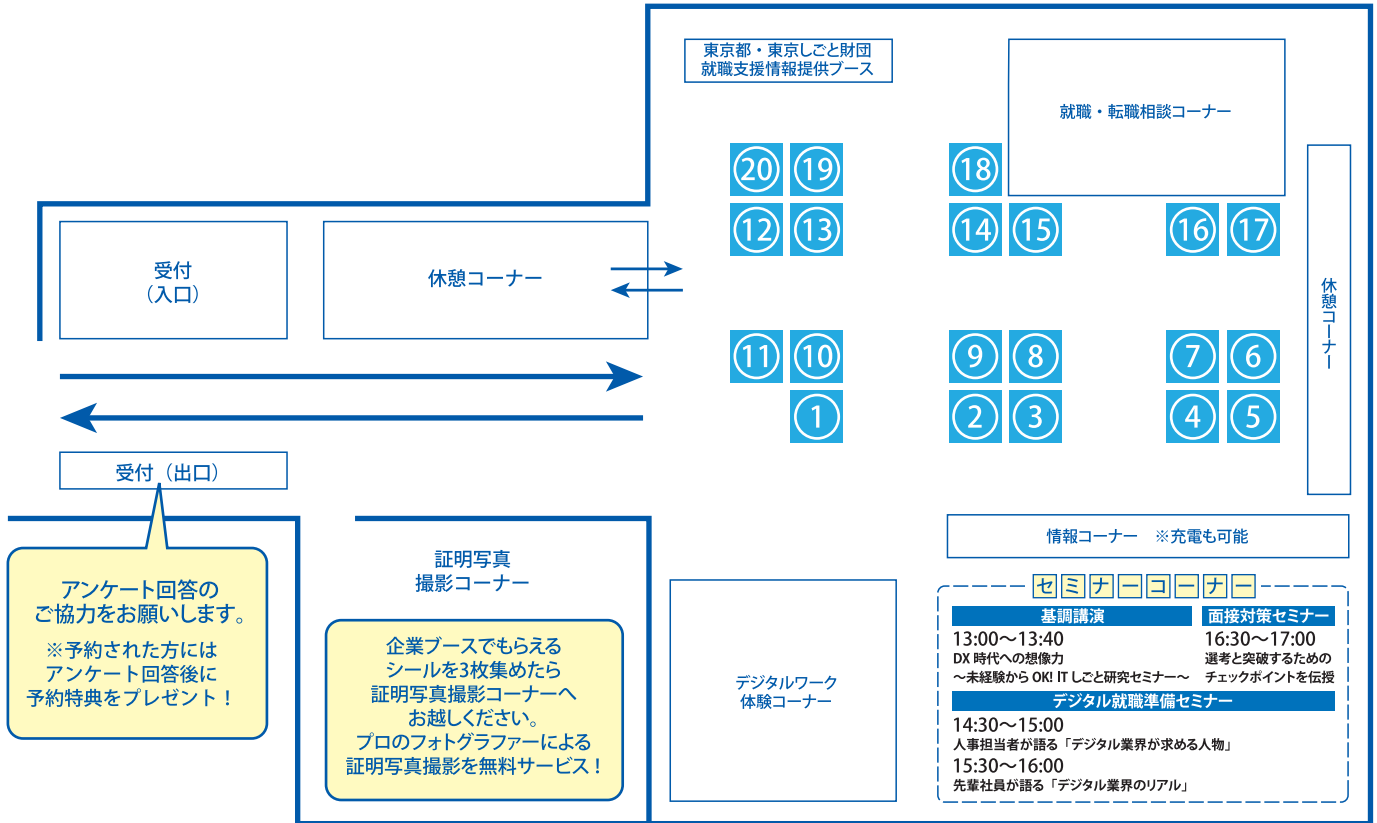 東京都・東京しごと財団
就職支援情報提供ブース
就職・転職相談コーナー
⑳ ⑲
⑱
⑫ ⑬
⑭ ⑮
⑯ ⑰
受付
（入口）
休憩コーナー
休憩コーナー
⑪ ⑩
⑨ ⑧
⑦ ⑥
①
② ③
④ ⑤
受付（出口）
アンケート回答の
ご協力をお願いします。
※予約された方には
アンケート回答後に
予約特典をプレゼント！
証明写真
撮影コーナー
企業ブースでもらえる
シールを3枚集めたら
証明写真撮影コーナーへ
お越しください。
プロのフォトグラファーによる
証明写真撮影を無料サービス！
デジタルワーク
体験コーナー
情報コーナー　※充電も可能
セミナーコーナー
基調講演
13:00〜13:40
DX 時代への想像力
〜未経験から OK! IT しごと研究セミナー〜
面接対策セミナー
16:30〜17:00
選考と突破するための
チェックポイントを伝授
デジタル就職準備セミナー
14:30〜15:00
人事担当者が語る「デジタル業界が求める人物」
15:30〜16:00
先輩社員が語る「デジタル業界のリアル」